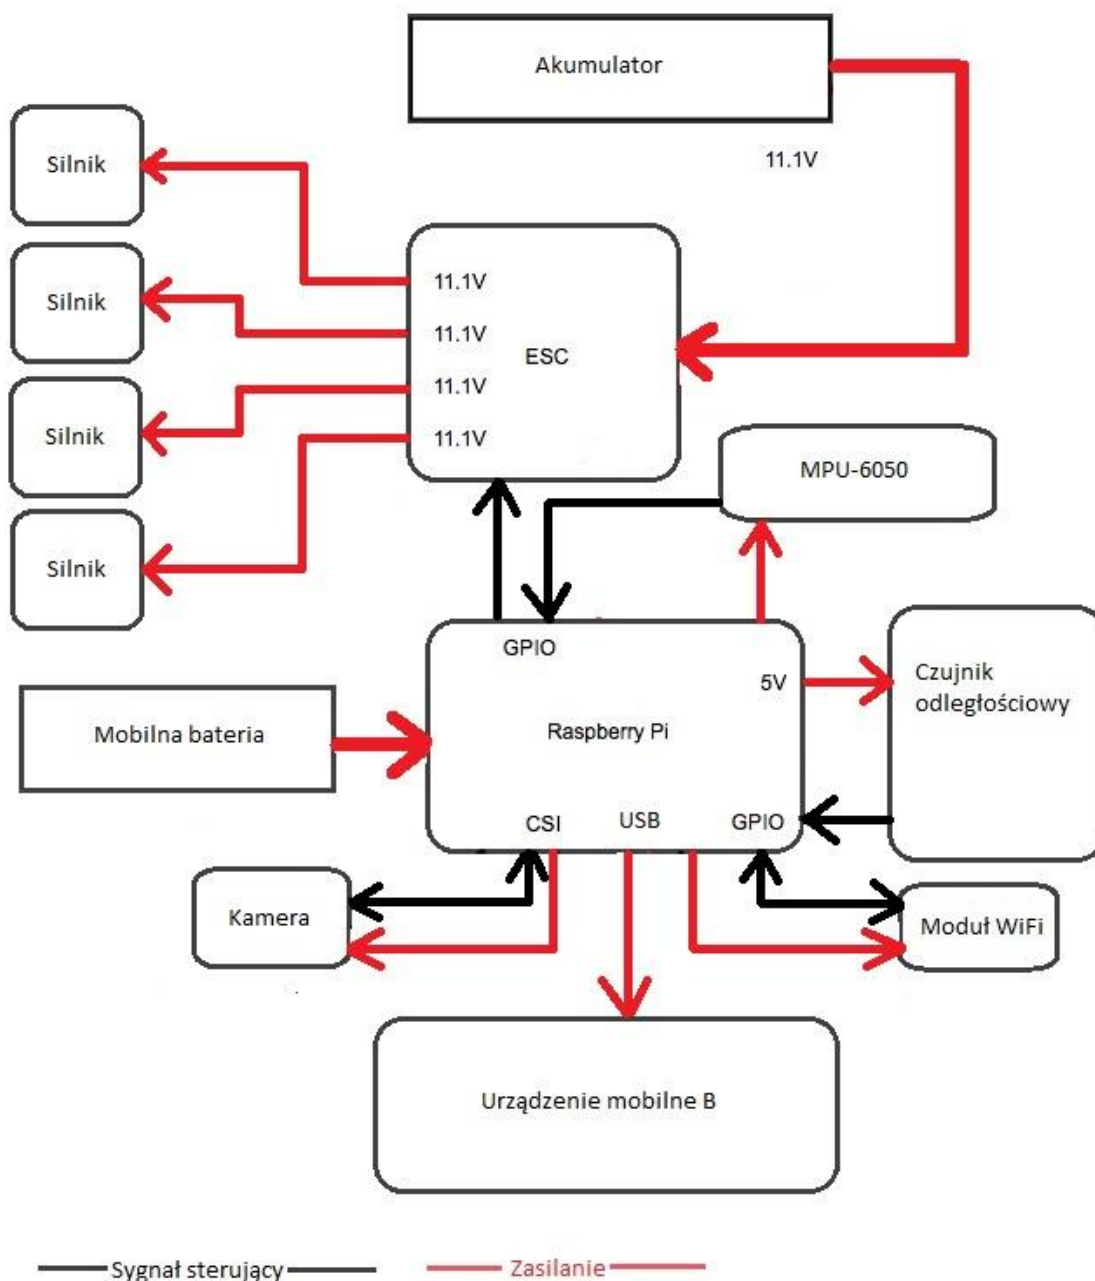 Akumulator
11.1V
Silnik
Silnik
Silnik
Silnik
11.1V
11.1V
11.1V
11.1V
ESC
MPU-6050
GPIO
5V
Raspberry Pi
CSI
USB
GPIO
Mobilna bateria
Czujnik
odległościowy
Kamera
Moduł WiFi
Urządzenie mobilne B
Sygnał sterujący
Zasilanie